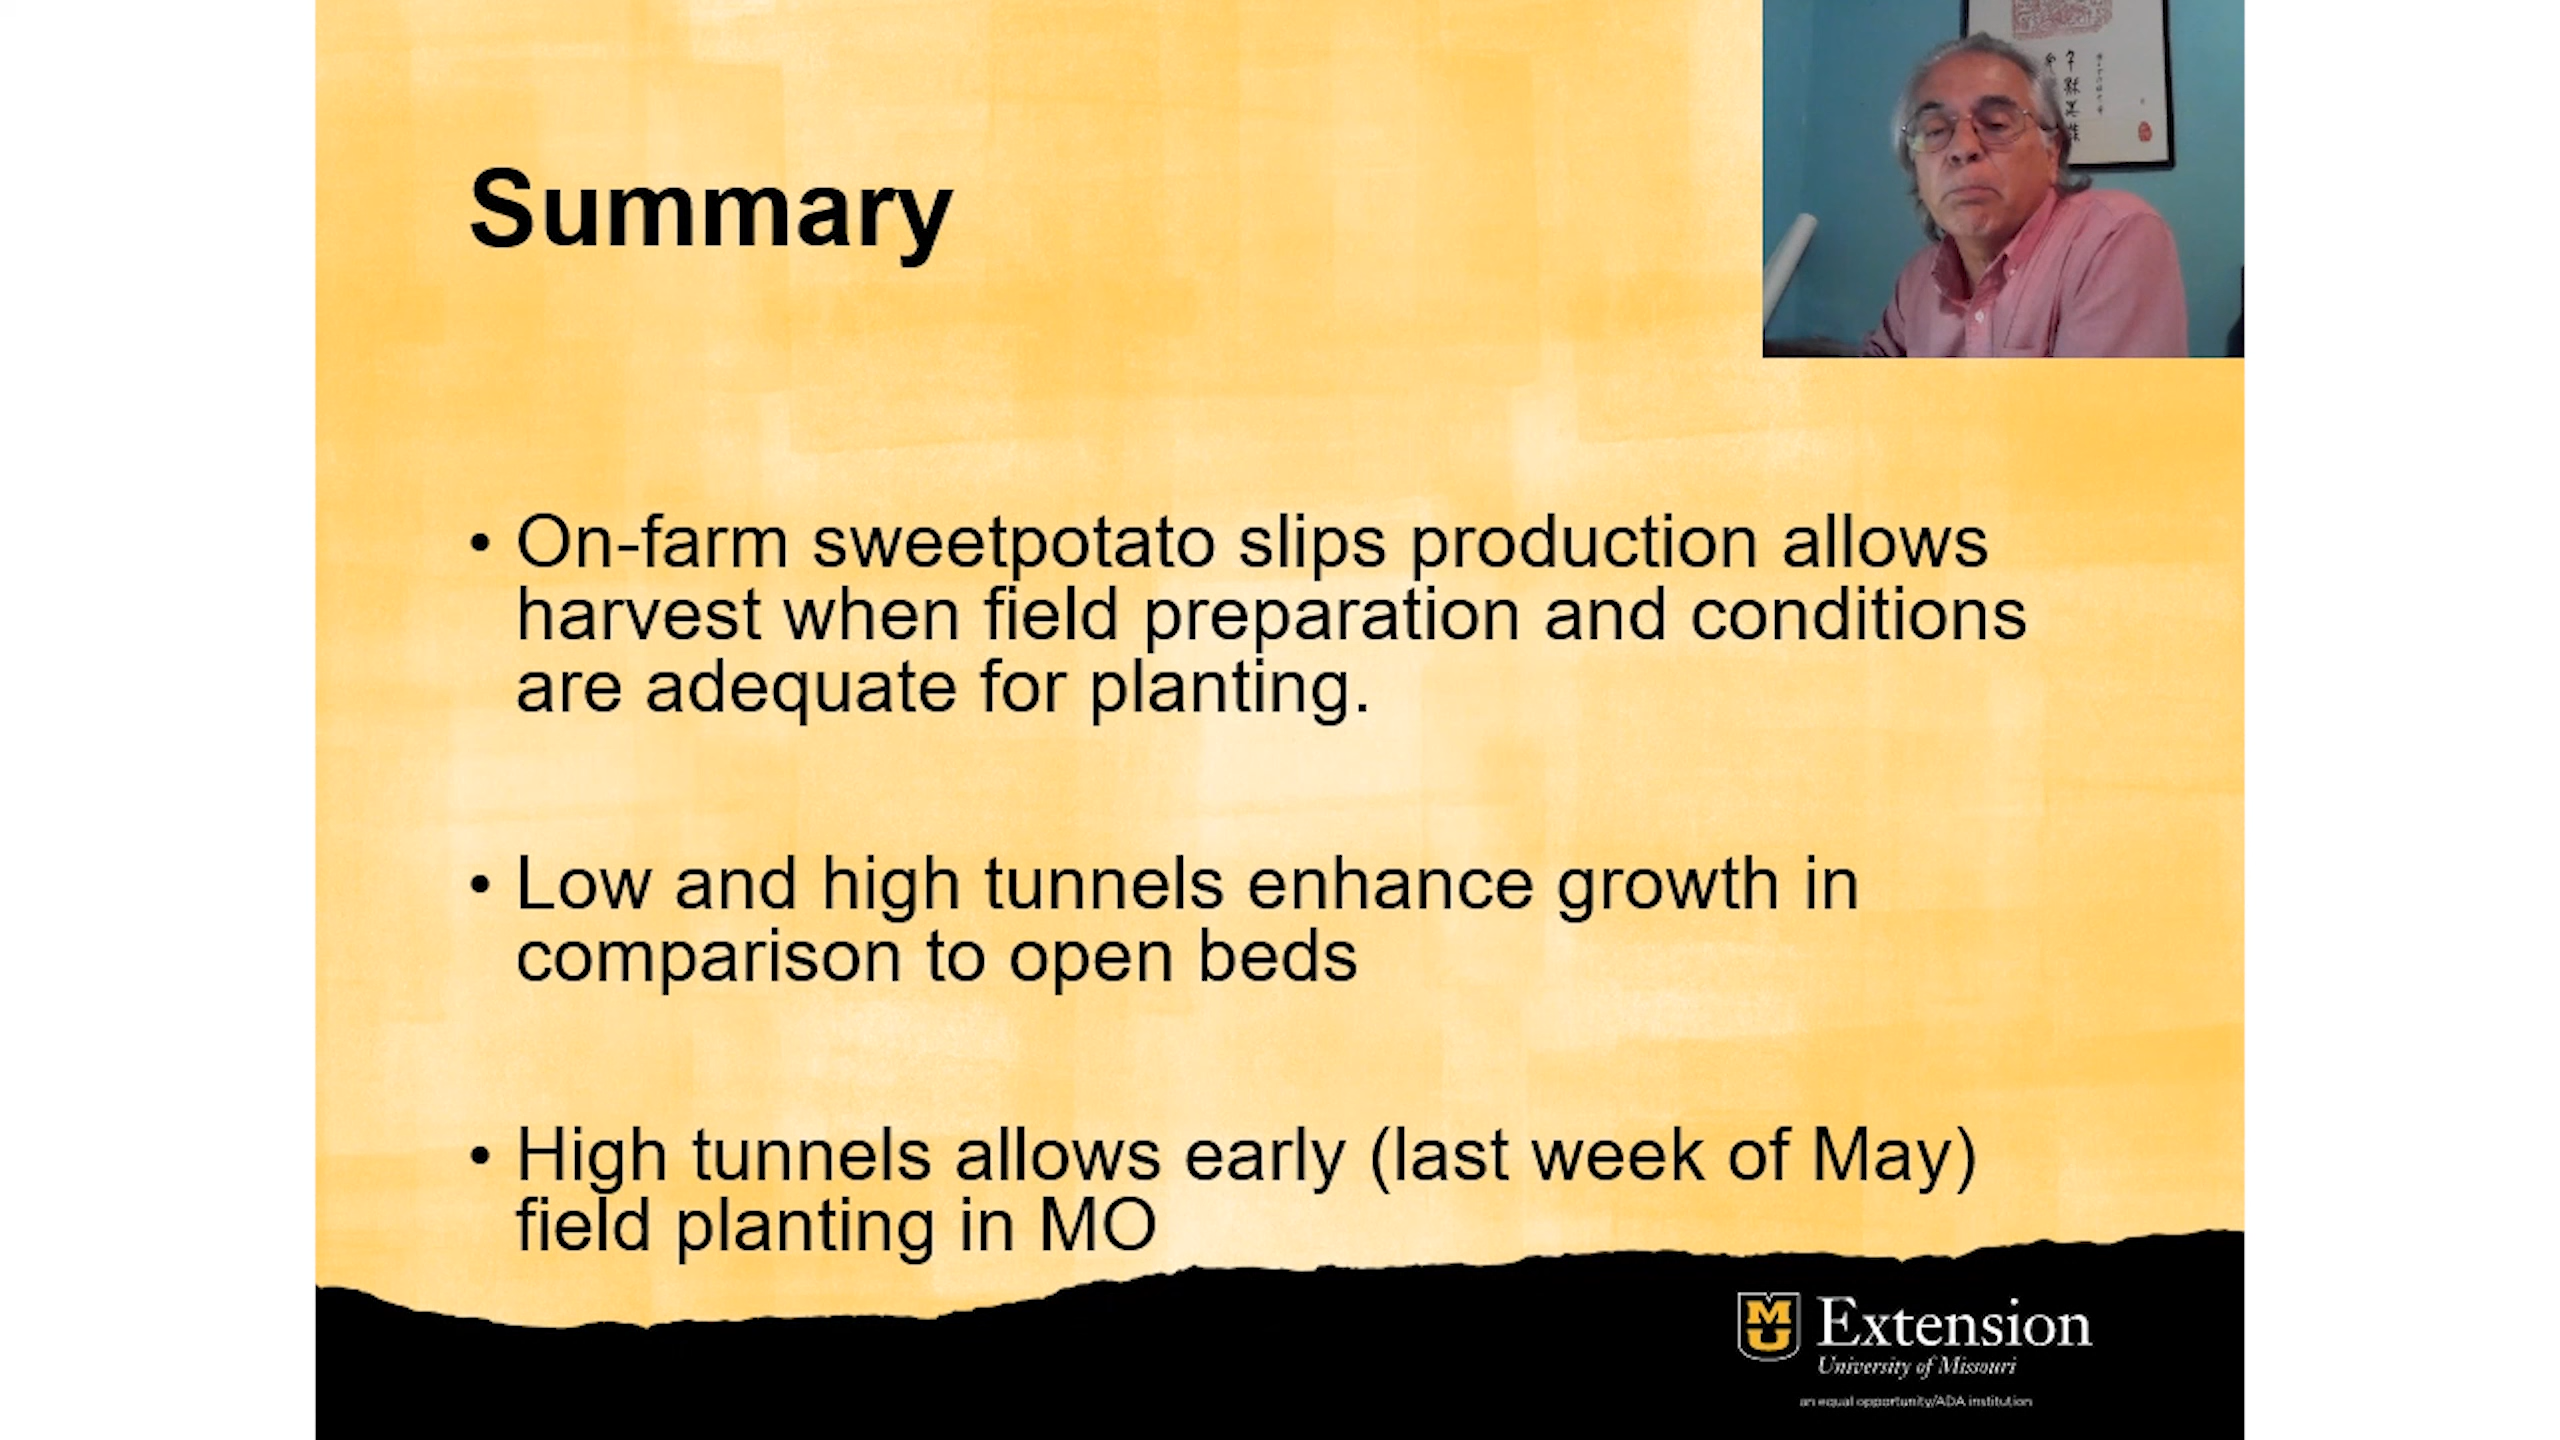 Summary
• On-farm sweetpotato slips production allows
harvest when field preparation and conditions
are adequate for planting.
• Low and high tunnels enhance growth in
comparison to open beds
• High tunnels allows early (last week of May)
field planting in MO
MU Extension
University of Missouri
an equal opportunity/ADA institution